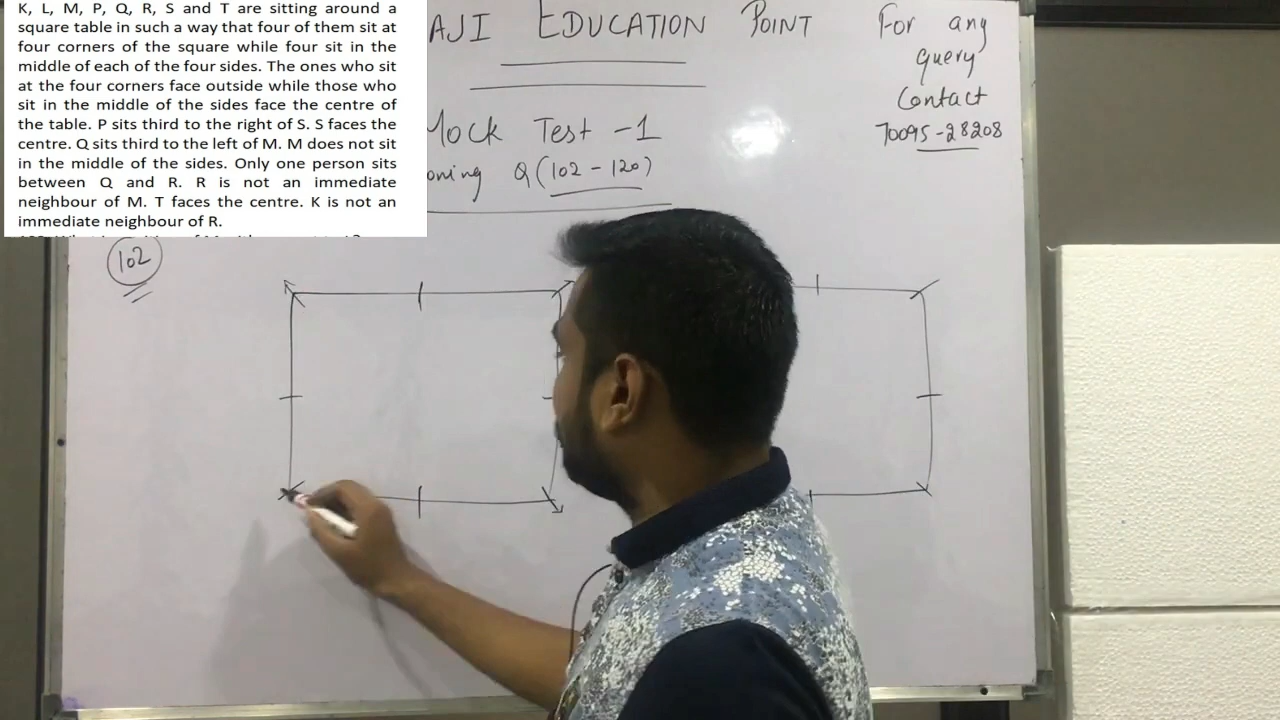 K, L, M, P, Q, R, S and T are sitting around a
square table in such a way that four of them sit at
four corners of the square while four sit in the
middle of each of the four sides. The ones who sit
at the four corners face outside while those who
sit in the middle of the sides face the centre of
the table. P sits third to the right of S. S faces the
centre. Q sits third to the left of M. M does not sit
in the middle of the sides. Only one person sits
between Q and R. R is not an immediate
neighbour of M. T faces the centre. K is not an
immediate neighbour of R.
AJI EDUCATION POINT
Mock Test -1
oning Q(102 - 120)
For any
query
Contact
70095-28208
102